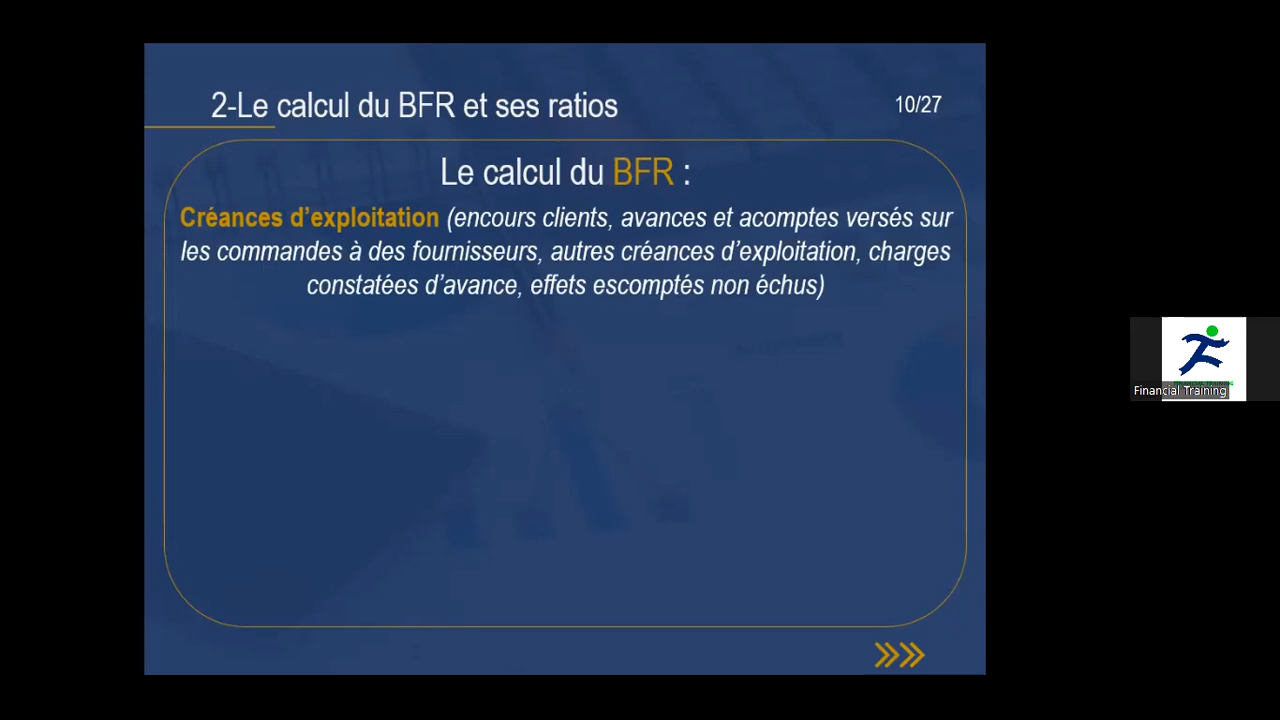 2-Le calcul du BFR et ses ratios
10/27
Le calcul du BFR :
Créances d’exploitation (encours clients, avances et acomptes versés sur
les commandes à des fournisseurs, autres créances d’exploitation, charges
constatées d’avance, effets escomptés non échus)
Financial Training